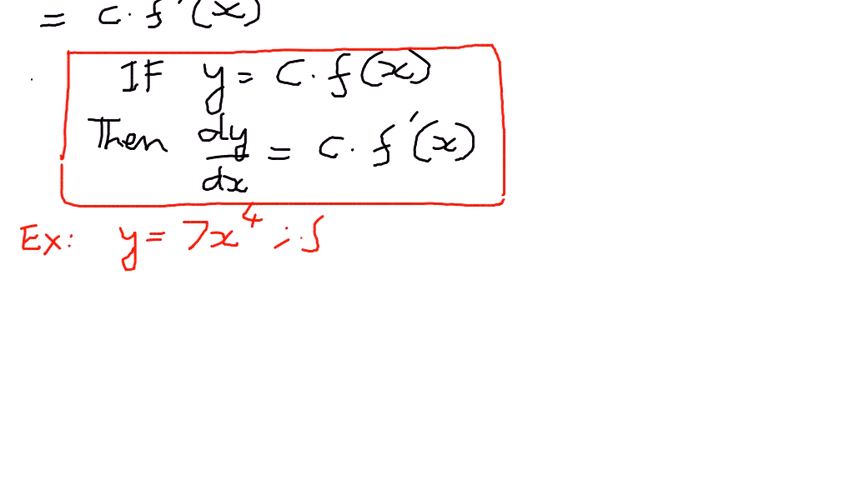 = c. f'(x)
IF y = c. f(x)
Then dy/dx = c. f'(x)
Ex: y = 7x⁴ ; f